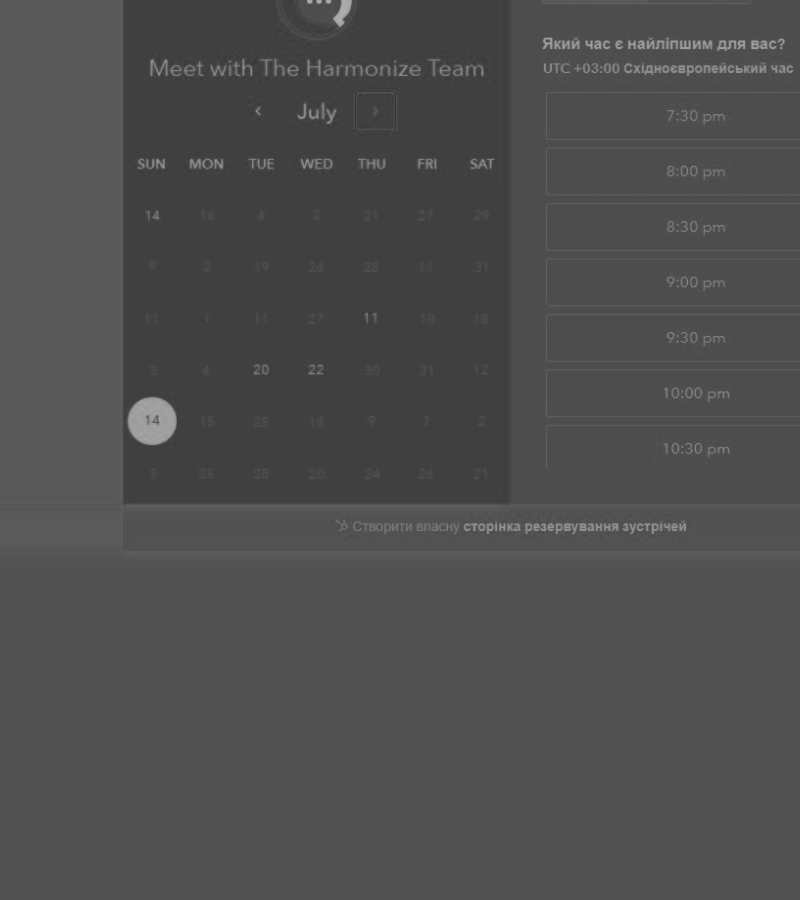 Meet with The Harmonize Team
July
SUN MON TUE WED THU FRI SAT
14 16 4 2 21 27 29
9 2 19 26 28 11 31
11 1 11 27 11 10 13
3 4 20 22 30 31 12
14 15 25 18 9 7 2
3 25 28 20 24 26 21
Який час є найліпшим для вас?
UTC +03:00 Східноєвропейський час
7:30 pm
8:00 pm
8:30 pm
9:00 pm
9:30 pm
10:00 pm
10:30 pm
Створити власну сторінка резервування зустрічей